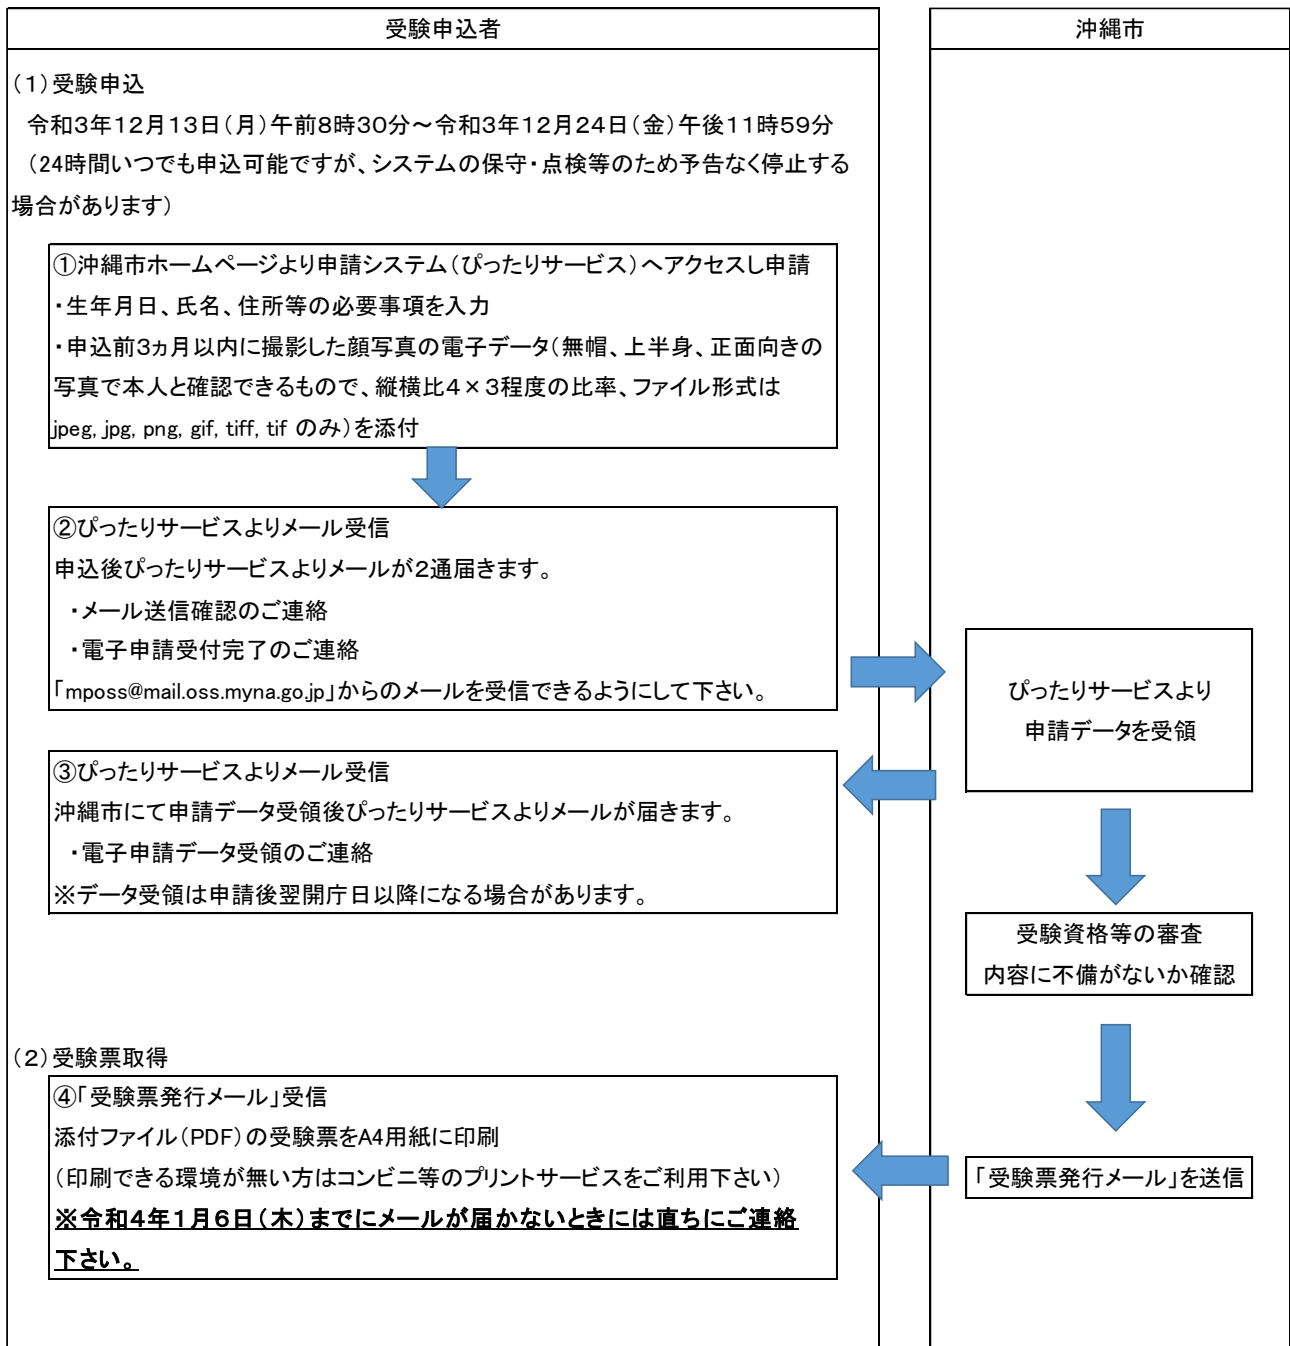 受験申込者
沖縄市
（１）受験申込
令和３年１２月１３日（月）午前８時３０分～令和３年１２月２４日（金）午後１１時５９分
（24時間いつでも申込可能ですが、システムの保守・点検等のため予告なく停止する
場合があります）
①沖縄市ホームページより申請システム（ぴったりサービス）へアクセスし申請
・生年月日、氏名、住所等の必要事項を入力
・申込前３ヵ月以内に撮影した顔写真の電子データ（無帽、上半身、正面向きの
写真で本人と確認できるもので、縦横比４×３程度の比率、ファイル形式は
jpeg, jpg, png, gif, tiff, tif のみ）を添付
②ぴったりサービスよりメール受信
申込後ぴったりサービスよりメールが２通届きます。
・メール送信確認のご連絡
・電子申請受付完了のご連絡
「mposs@mail.oss.myna.go.jp」からのメールを受信できるようにして下さい。
ぴったりサービスより
申請データを受領
③ぴったりサービスよりメール受信
沖縄市にて申請データ受領後ぴったりサービスよりメールが届きます。
・電子申請データ受領のご連絡
※データ受領は申請後翌開庁日以降になる場合があります。
受験資格等の審査
内容に不備がないか確認
（２）受験票取得
④「受験票発行メール」受信
添付ファイル（PDF）の受験票をA4用紙に印刷
（印刷できる環境が無い方はコンビニ等のプリントサービスをご利用下さい）
※令和４年１月６日（木）までにメールが届かないときには直ちにご連絡
下さい。
「受験票発行メール」を送信